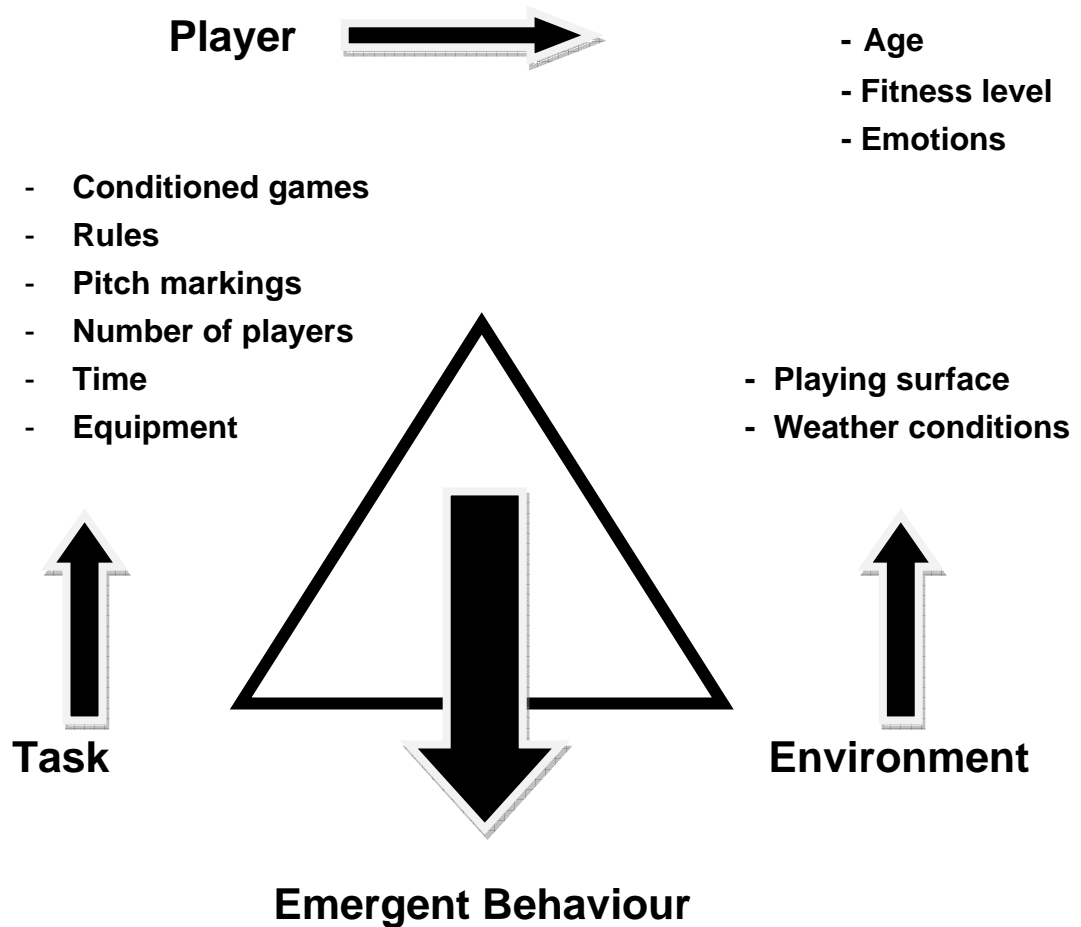 Player
- Age
- Fitness level
- Emotions
- Conditioned games
- Rules
- Pitch markings
- Number of players
- Time
- Equipment
- Playing surface
- Weather conditions
Task
Environment
Emergent Behaviour